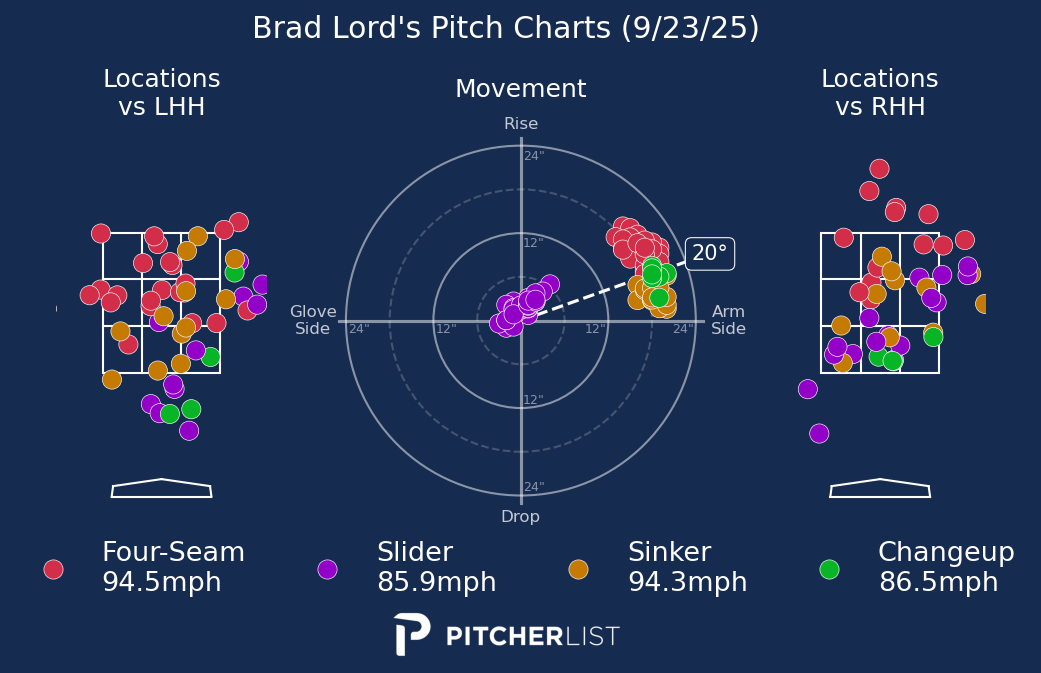 Brad Lord's Pitch Charts (9/23/25)
Locations
vs LHH
Movement
Locations
vs RHH
Rise
24"
12"
20°
Glove
Side
24"
12"
12"
24"
Arm
Side
12"
24"
Drop
Four-Seam
94.5mph
Slider
85.9mph
Sinker
94.3mph
Changeup
86.5mph
PITCHERLIST